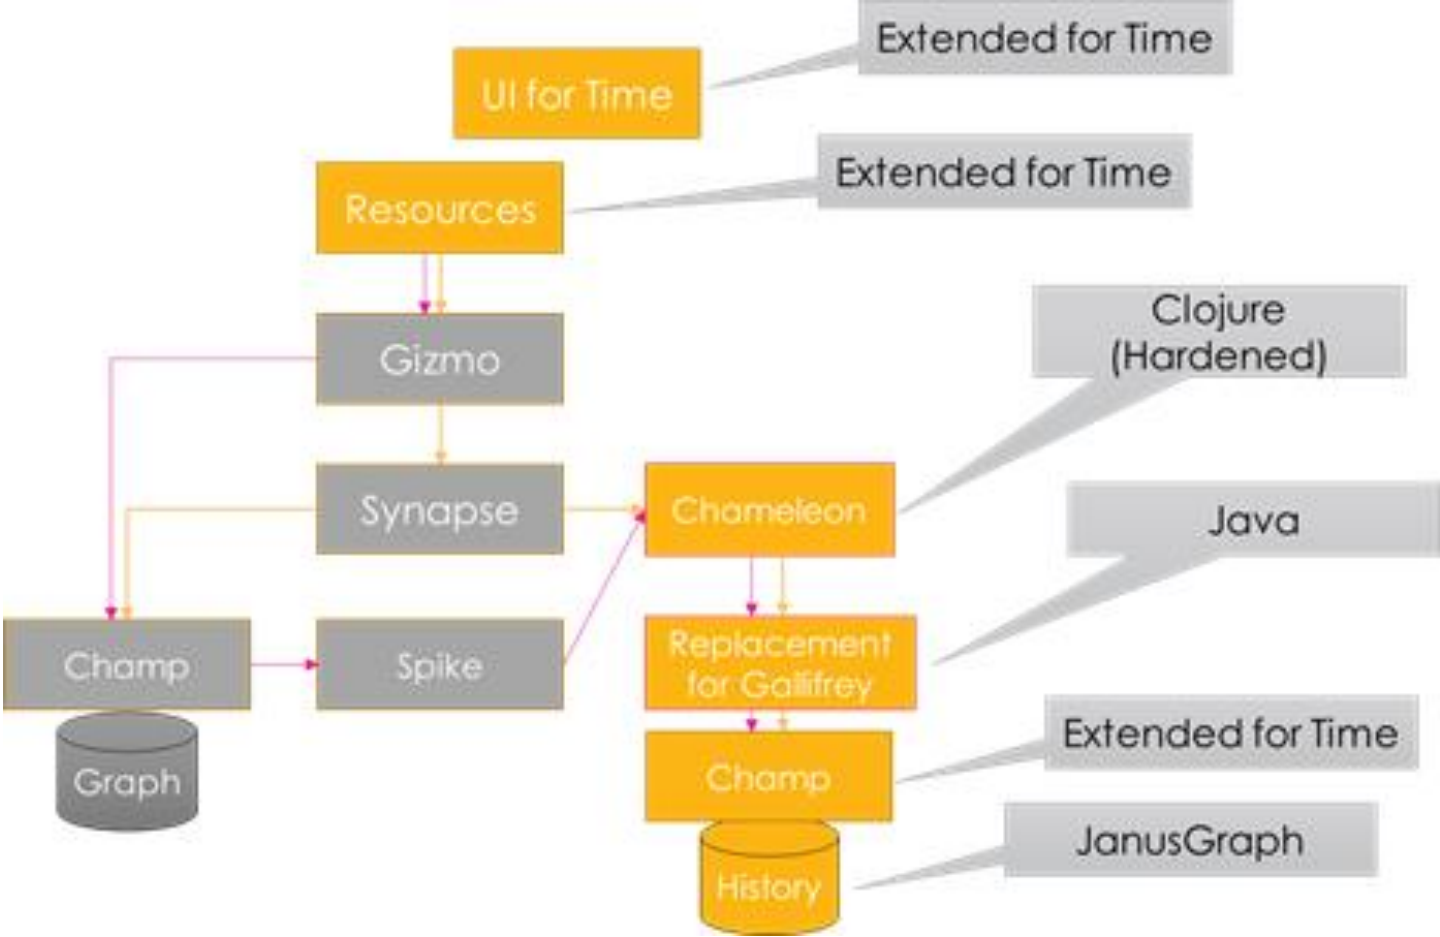 Extended for Time
UI for Time
Extended for Time
Resources
Clojure
(Hardened)
Gizmo
Synapse
Chameleon
Java
Champ
Spike
Replacement
for Gallifrey
Extended for Time
Champ
Graph
JanusGraph
History